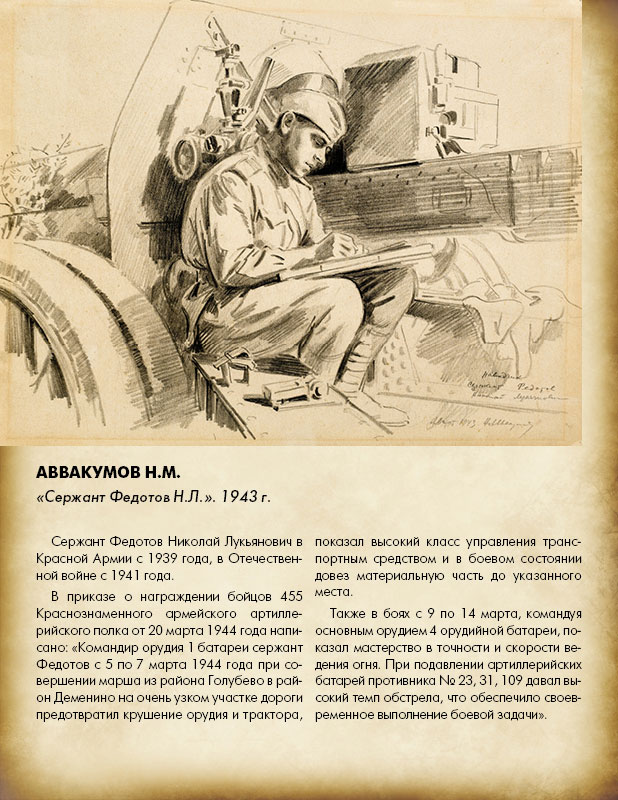 Наводчик
сержант Федотов
Николай Лукьянович
1943
АВВАКУМОВ Н.М.
«Сержант Федотов Н.Л.». 1943 г.
Сержант Федотов Николай Лукьянович в
Красной Армии с 1939 года, в Отечествен-
ной войне с 1941 года.
В приказе о награждении бойцов 455
Краснознаменного армейского артилле-
рийского полка от 20 марта 1944 года напи-
сано: «Командир орудия 1 батареи сержант
Федотов с 5 по 7 марта 1944 года при со-
вершении марша из района Голубево в рай-
он Деменино на очень узком участке дороги
предотвратил крушение орудия и трактора,
показал высокий класс управления транс-
портным средством и в боевом состоянии
довез материальную часть до указанного
места.
Также в боях с 9 по 14 марта, командуя
основным орудием 4 орудийной батареи, по-
казал мастерство в точности и скорости ве-
дения огня. При подавлении артиллерийских
батарей противника № 23, 31, 109 давал вы-
сокий темп обстрела, что обеспечило своев-
ременное выполнение боевой задачи».